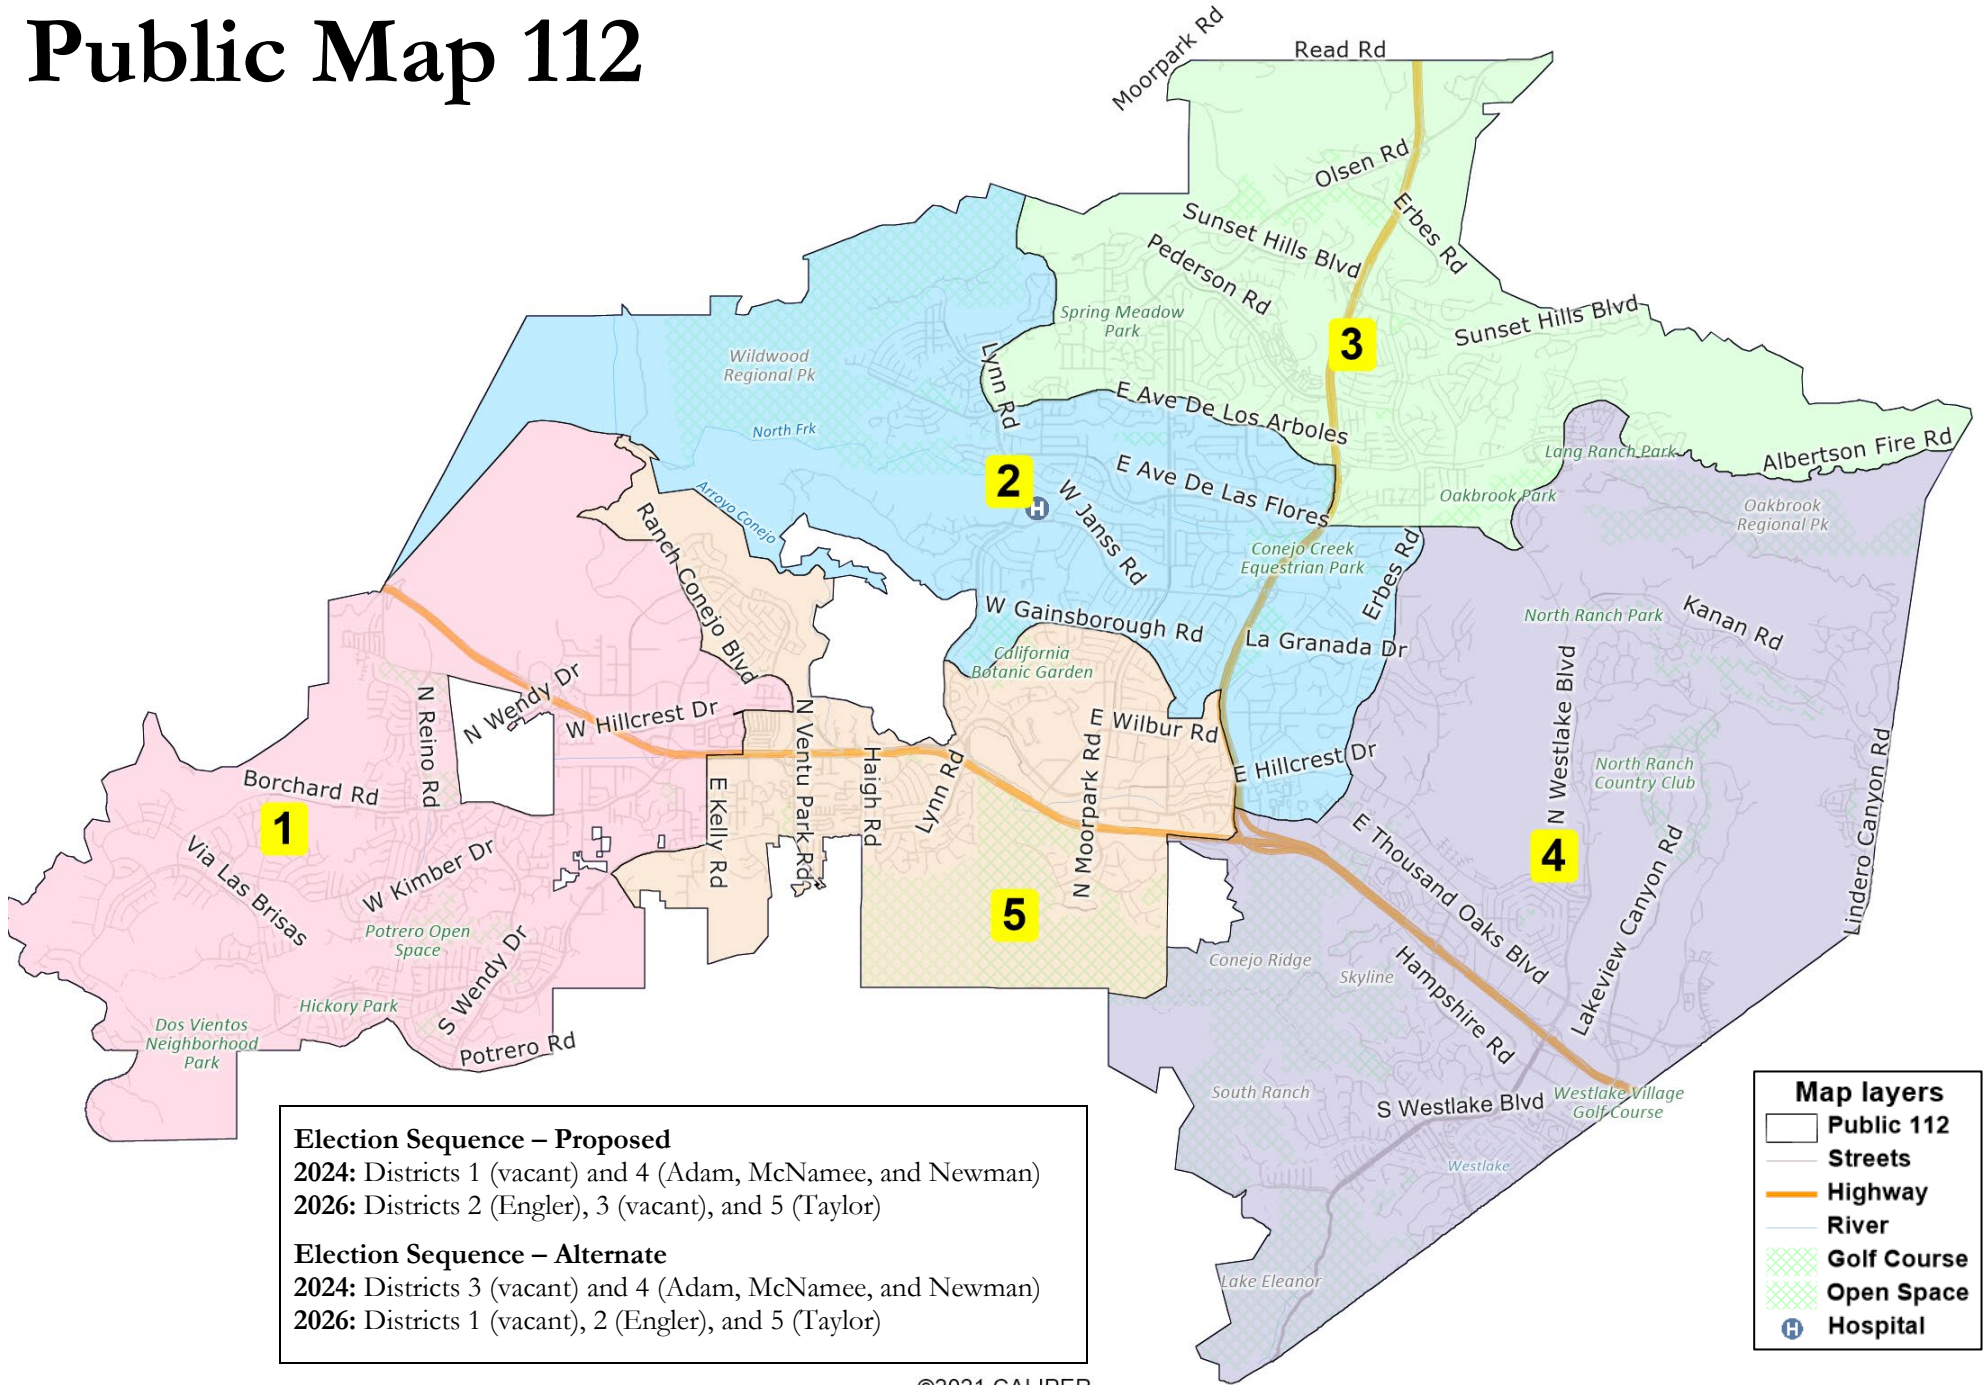 Public Map 112
Moorpark Rd
Read Rd
Olsen Rd
Erbes Rd
Sunset Hills Blvd
Pederson Rd
Spring Meadow
Park
3
Sunset Hills Blvd
Wildwood
Regional Pk
Lynn Rd
E Ave De Los Arboles
North Frk
Lang Ranch Park
Albertson Fire Rd
2
H
E Ave De Las Flores
W Janss Rd
Oakbrook Park
Oakbrook
Regional Pk
Arroyo Conejo
Ranch Conejo Blvd
Conejo Creek
Equestrian Park
Erbes Rd
W Gainsborough Rd
La Granada Dr
North Ranch Park
Kanan Rd
California
Botanic Garden
N Wendy Dr
W Hillcrest Dr
N Reino Rd
N Ventu Park Rd
E Wilbur Rd
N Westlake Blvd
E Hillcrest Dr
North Ranch
Country Club
Lindero Canyon Rd
Borchard Rd
Haigh Rd
Lynn Rd
N Moorpark Rd
E Kelly Rd
1
Via Las Brisas
W Kimber Dr
E Thousand Oaks Blvd
4
Lakeview Canyon Rd
5
Potrero Open
Space
S Wendy Dr
Conejo Ridge
Skyline
Hampshire Rd
Hickory Park
Dos Vientos
Neighborhood
Park
Potrero Rd
South Ranch
S Westlake Blvd
Westlake Village
Golf Course
Westlake
Lake Eleanor
Election Sequence – Proposed
2024: Districts 1 (vacant) and 4 (Adam, McNamee, and Newman)
2026: Districts 2 (Engler), 3 (vacant), and 5 (Taylor)
Election Sequence – Alternate
2024: Districts 3 (vacant) and 4 (Adam, McNamee, and Newman)
2026: Districts 1 (vacant), 2 (Engler), and 5 (Taylor)
Map layers
Public 112
Streets
Highway
River
Golf Course
Open Space
H Hospital
©2021 CALIPER